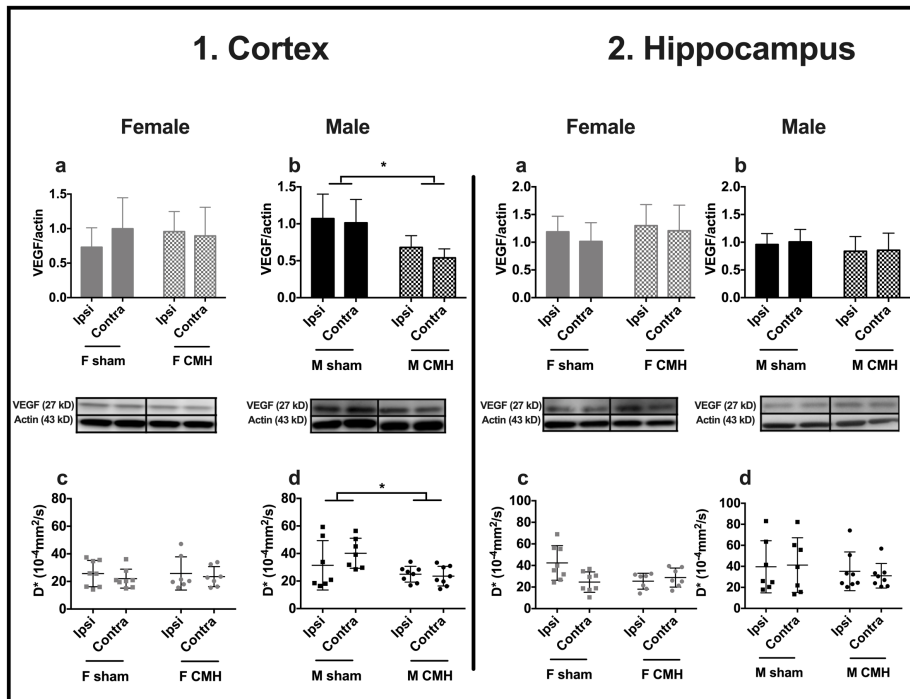 1. Cortex
2. Hippocampus
Female
Male
Female
Male
a
b
a
b
*
VEGF/actin
1.5
1.0
0.5
0.0
Ipsi
Contra
Ipsi
Contra
F sham
F CMH
VEGF/actin
1.5
1.0
0.5
0.0
Ipsi
Contra
Ipsi
Contra
M sham
M CMH
VEGF/actin
2.0
1.5
1.0
0.5
0.0
Ipsi
Contra
Ipsi
Contra
F sham
F CMH
VEGF/actin
2.0
1.5
1.0
0.5
0.0
Ipsi
Contra
Ipsi
Contra
M sham
M CMH
VEGF (27 kD)
Actin (43 kD)
VEGF (27 kD)
Actin (43 kD)
VEGF (27 kD)
Actin (43 kD)
VEGF (27 kD)
Actin (43 kD)
c
d
c
d
*
D* (10-4mm2/s)
80
60
40
20
0
Ipsi
Contra
Ipsi
Contra
F sham
F CMH
D* (10-4mm2/s)
80
60
40
20
0
Ipsi
Contra
Ipsi
Contra
M sham
M CMH
D* (10-4mm2/s)
100
80
60
40
20
0
Ipsi
Contra
Ipsi
Contra
F sham
F CMH
D* (10-4mm2/s)
100
80
60
40
20
0
Ipsi
Contra
Ipsi
Contra
M sham
M CMH